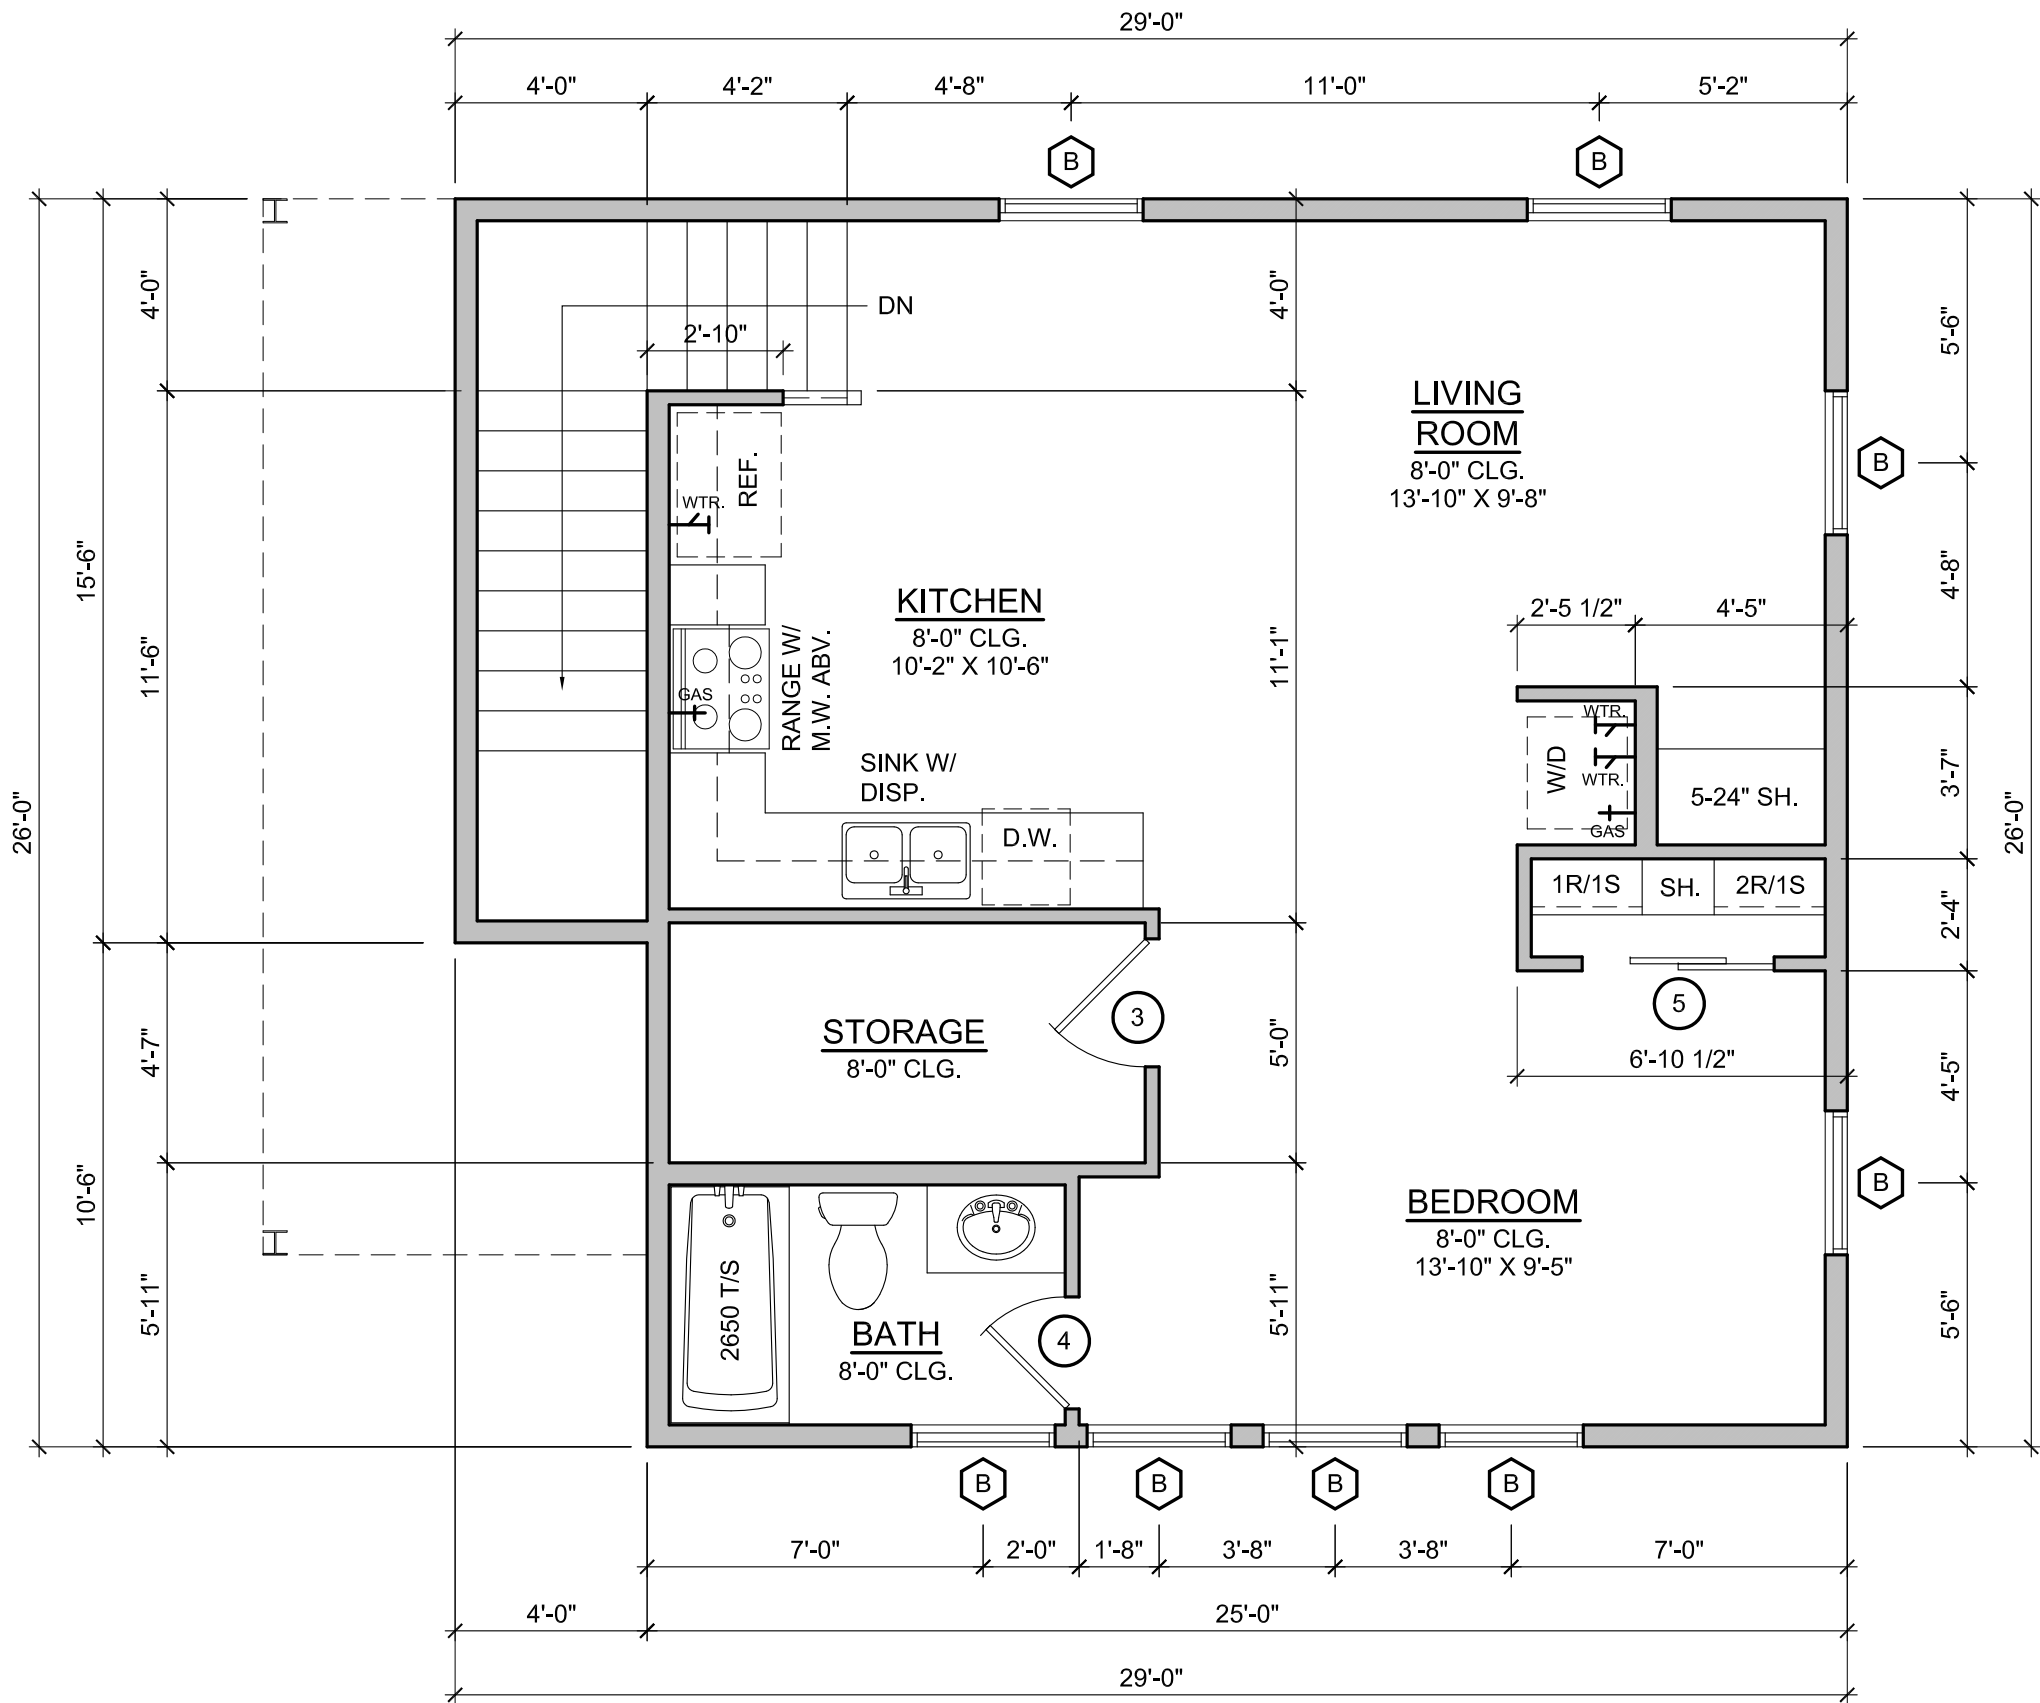 29'-0"
4'-0"
4'-2"
4'-8"
11'-0"
5'-2"
B
B
4'-0"
DN
2'-10"
4'-0"
5'-6"
LIVING
ROOM
8'-0" CLG.
13'-10" X 9'-8"
B
REF.
WTR.
15'-6"
11'-6"
KITCHEN
8'-0" CLG.
10'-2" X 10'-6"
RANGE W/
M.W. ABV.
GAS
11'-1"
4'-8"
2'-5 1/2"
4'-5"
WTR.
W/D
WTR.
GAS
5-24" SH.
3'-7"
SINK W/
DISP.
D.W.
26'-0"
26'-0"
1R/1S
SH.
2R/1S
2'-4"
STORAGE
8'-0" CLG.
3
5
4'-7"
5'-0"
6'-10 1/2"
4'-5"
10'-6"
B
BEDROOM
8'-0" CLG.
13'-10" X 9'-5"
2650 T/S
BATH
8'-0" CLG.
4
5'-11"
5'-11"
5'-6"
B
B
B
B
7'-0"
2'-0"
1'-8"
3'-8"
3'-8"
7'-0"
4'-0"
25'-0"
29'-0"